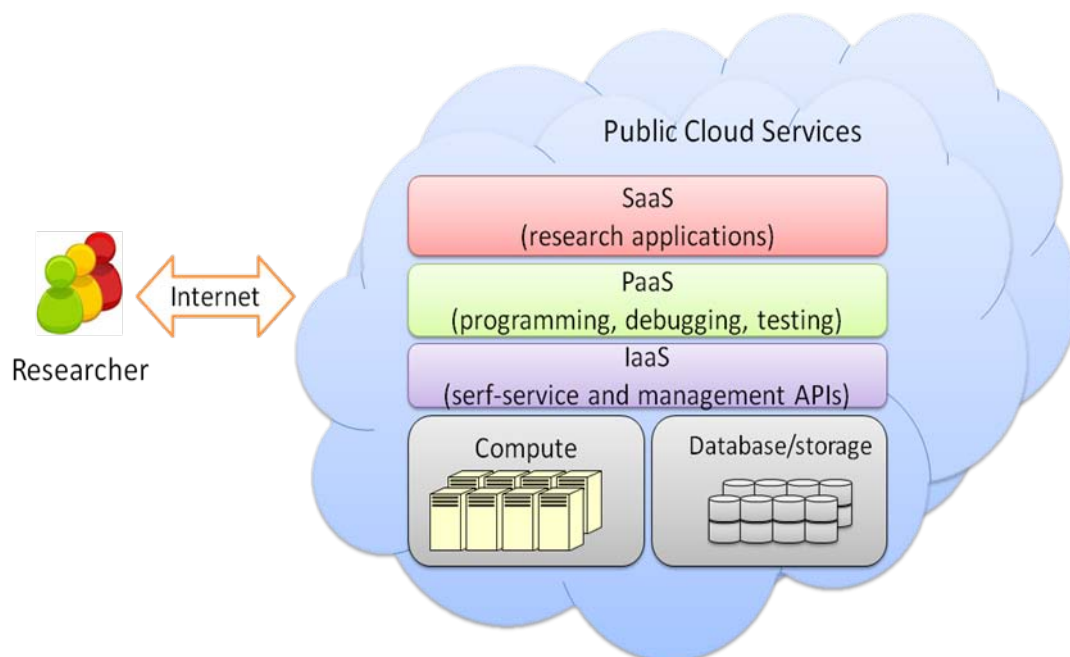 Public Cloud Services
SaaS
(research applications)
PaaS
(programming, debugging, testing)
IaaS
(serf-service and management APIs)
Compute
Database/storage
Internet
Researcher